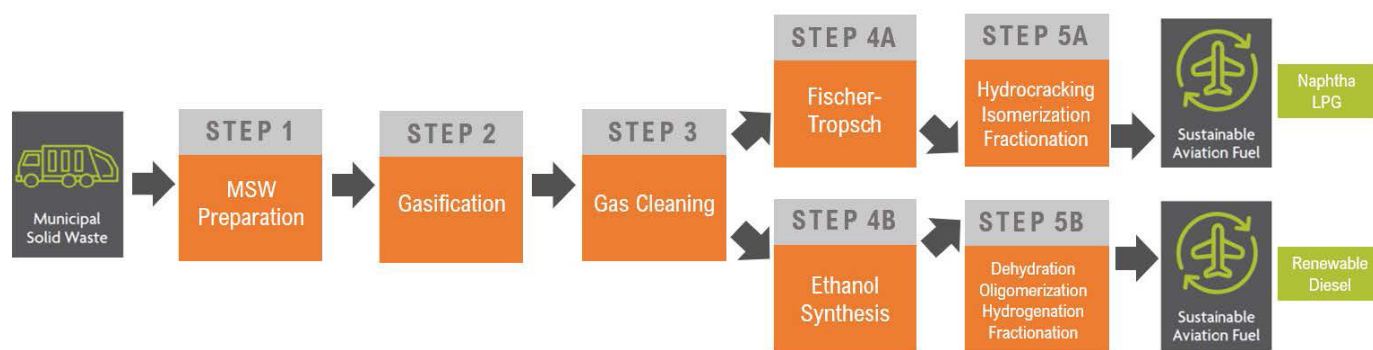 Municipal
Solid Waste
STEP 1
MSW
Preparation
STEP 2
Gasification
STEP 3
Gas Cleaning
STEP 4A
Fischer-
Tropsch
STEP 5A
Hydrocracking
Isomerization
Fractionation
Sustainable
Aviation Fuel
Naphtha
LPG
STEP 4B
Ethanol
Synthesis
STEP 5B
Dehydration
Oligomerization
Hydrogenation
Fractionation
Sustainable
Aviation Fuel
Renewable
Diesel